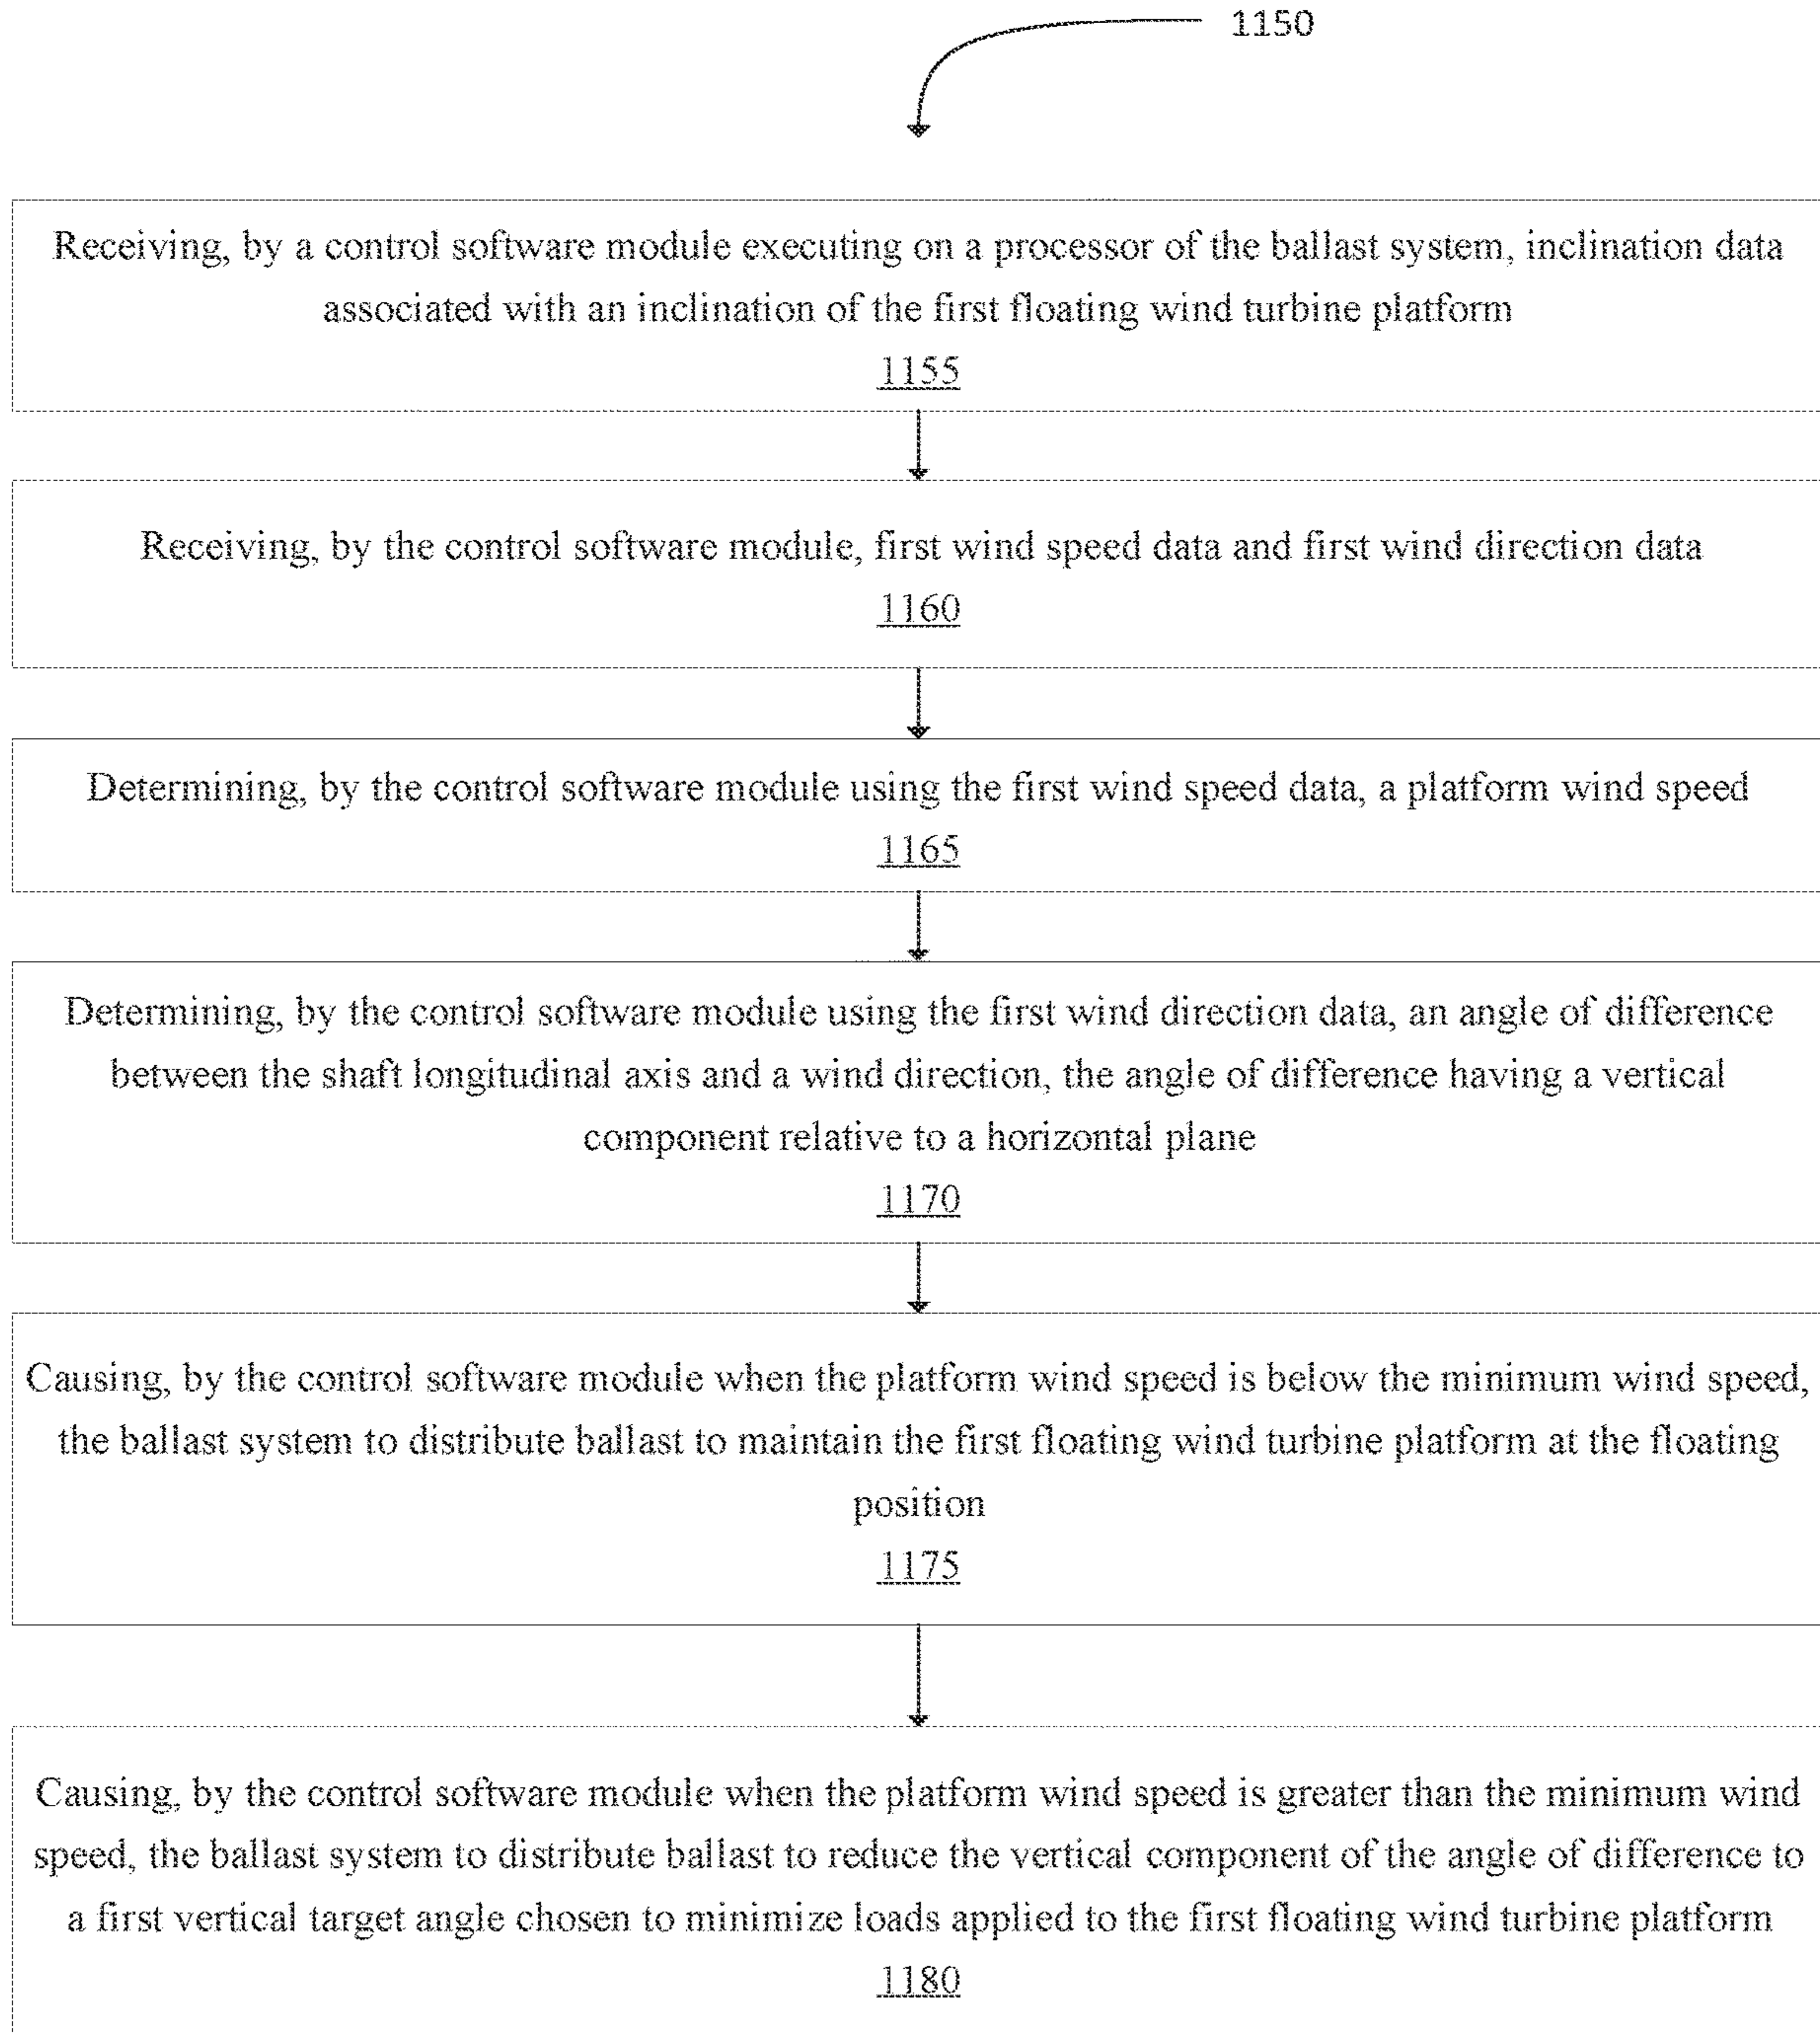 1150
Receiving, by a control software module executing on a processor of the ballast system, inclination data
associated with an inclination of the first floating wind turbine platform
1155
Receiving, by the control software module, first wind speed data and first wind direction data
1160
Determining, by the control software module using the first wind speed data, a platform wind speed
1165
Determining, by the control software module using the first wind direction data, an angle of difference
between the shaft longitudinal axis and a wind direction, the angle of difference having a vertical
component relative to a horizontal plane
1170
Causing, by the control software module when the platform wind speed is below the minimum wind speed,
the ballast system to distribute ballast to maintain the first floating wind turbine platform at the floating
position
1175
Causing, by the control software module when the platform wind speed is greater than the minimum wind
speed, the ballast system to distribute ballast to reduce the vertical component of the angle of difference to
a first vertical target angle chosen to minimize loads applied to the first floating wind turbine platform
1180